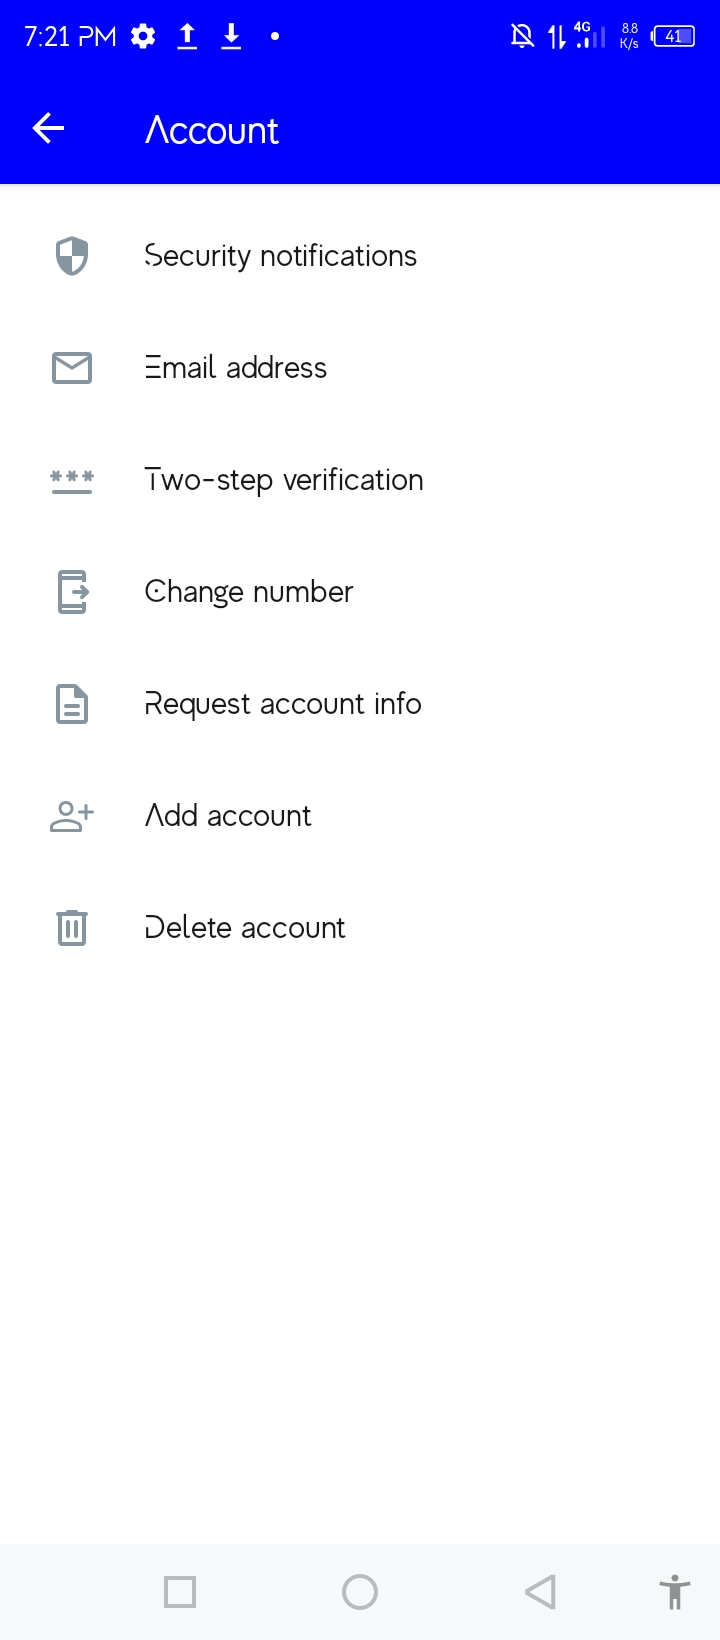 7:21 PM 4G 8.8 K/s 41
Account
Security notifications
Email address
*** Two-step verification
Change number
Request account info
Add account
Delete account